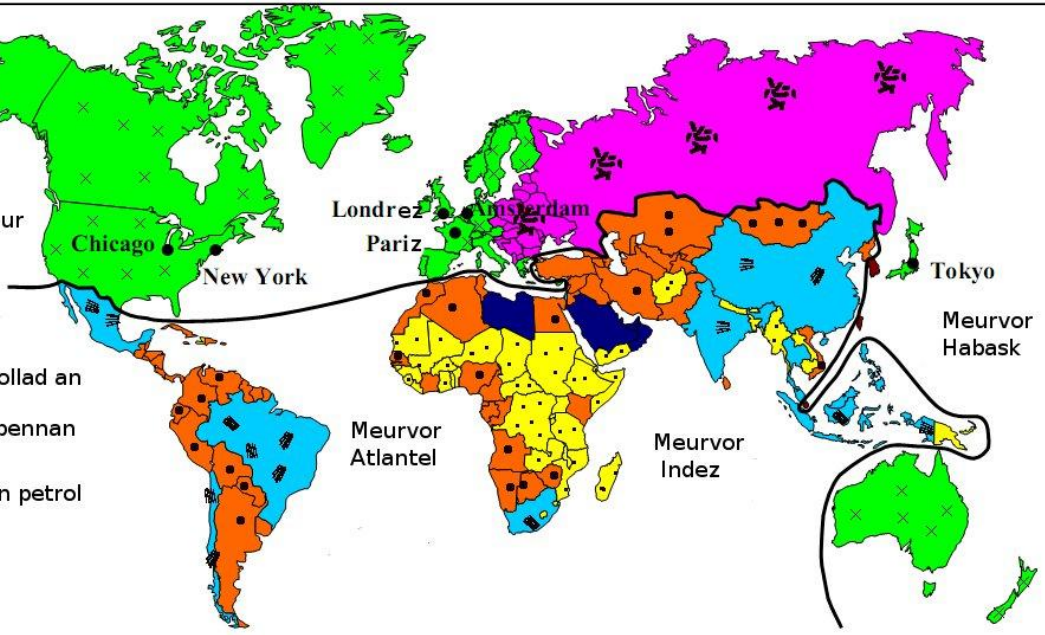 Londrez
Amsterdam
ur
Pariz
Chicago
New York
Tokyo
Meurvor
Habask
ollad an
pennan
Meurvor
Atlantel
Meurvor
Indez
n petrol